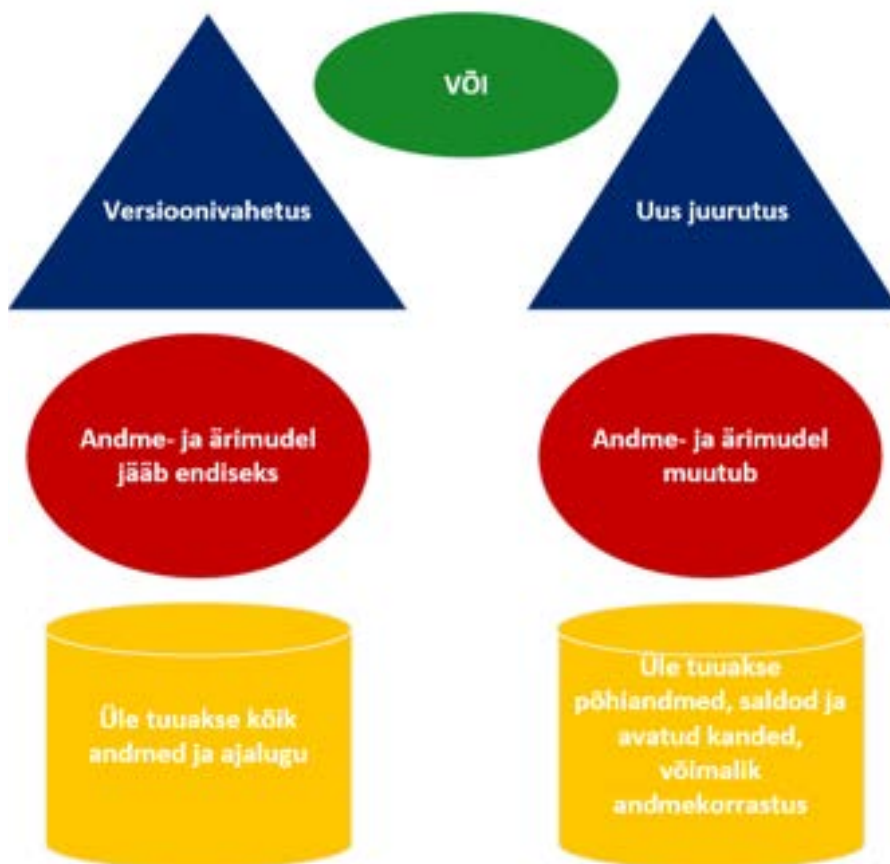 VÕI
Versioonivahetus
Uus juurutus
Andme- ja ärimudel
jääb endiseks
Andme- ja ärimudel
muutub
Üle tuuakse kõik
andmed ja ajalugu
Üle tuuakse
põhiandmed, saldod ja
avatud kanded,
võimalik
andmekorrastus